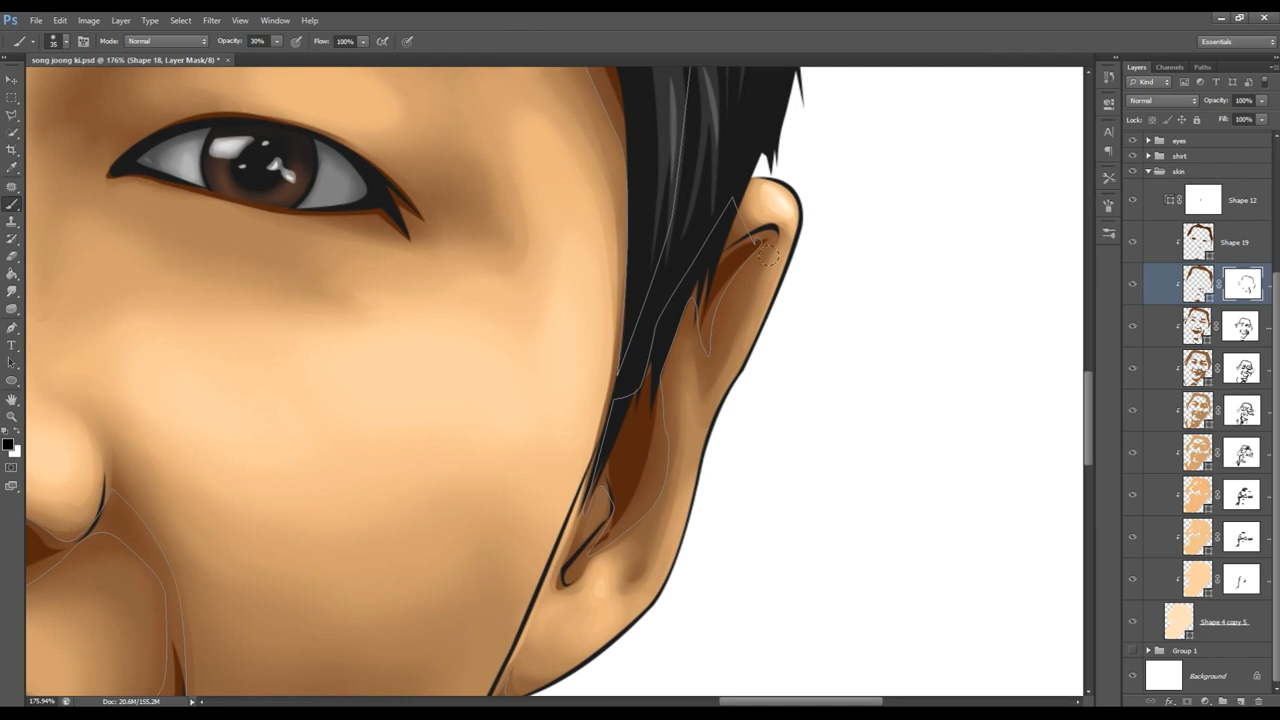 Ps File Edit Image Layer Type Select Filter View Window Help
35 Mode: Normal Opacity: 30% Flow: 100% Essentials
song joong ki.psd @ 176% (Shape 18, Layer Mask/8) * ×
Layers Channels Paths
Kind
Normal Opacity: 100%
Lock: Fill: 100%
eyes
shirt
skin
Shape 12
Shape 19
Shape 4 copy 5
Group 1
Background
175.94% Doc: 20.6M/155.2M